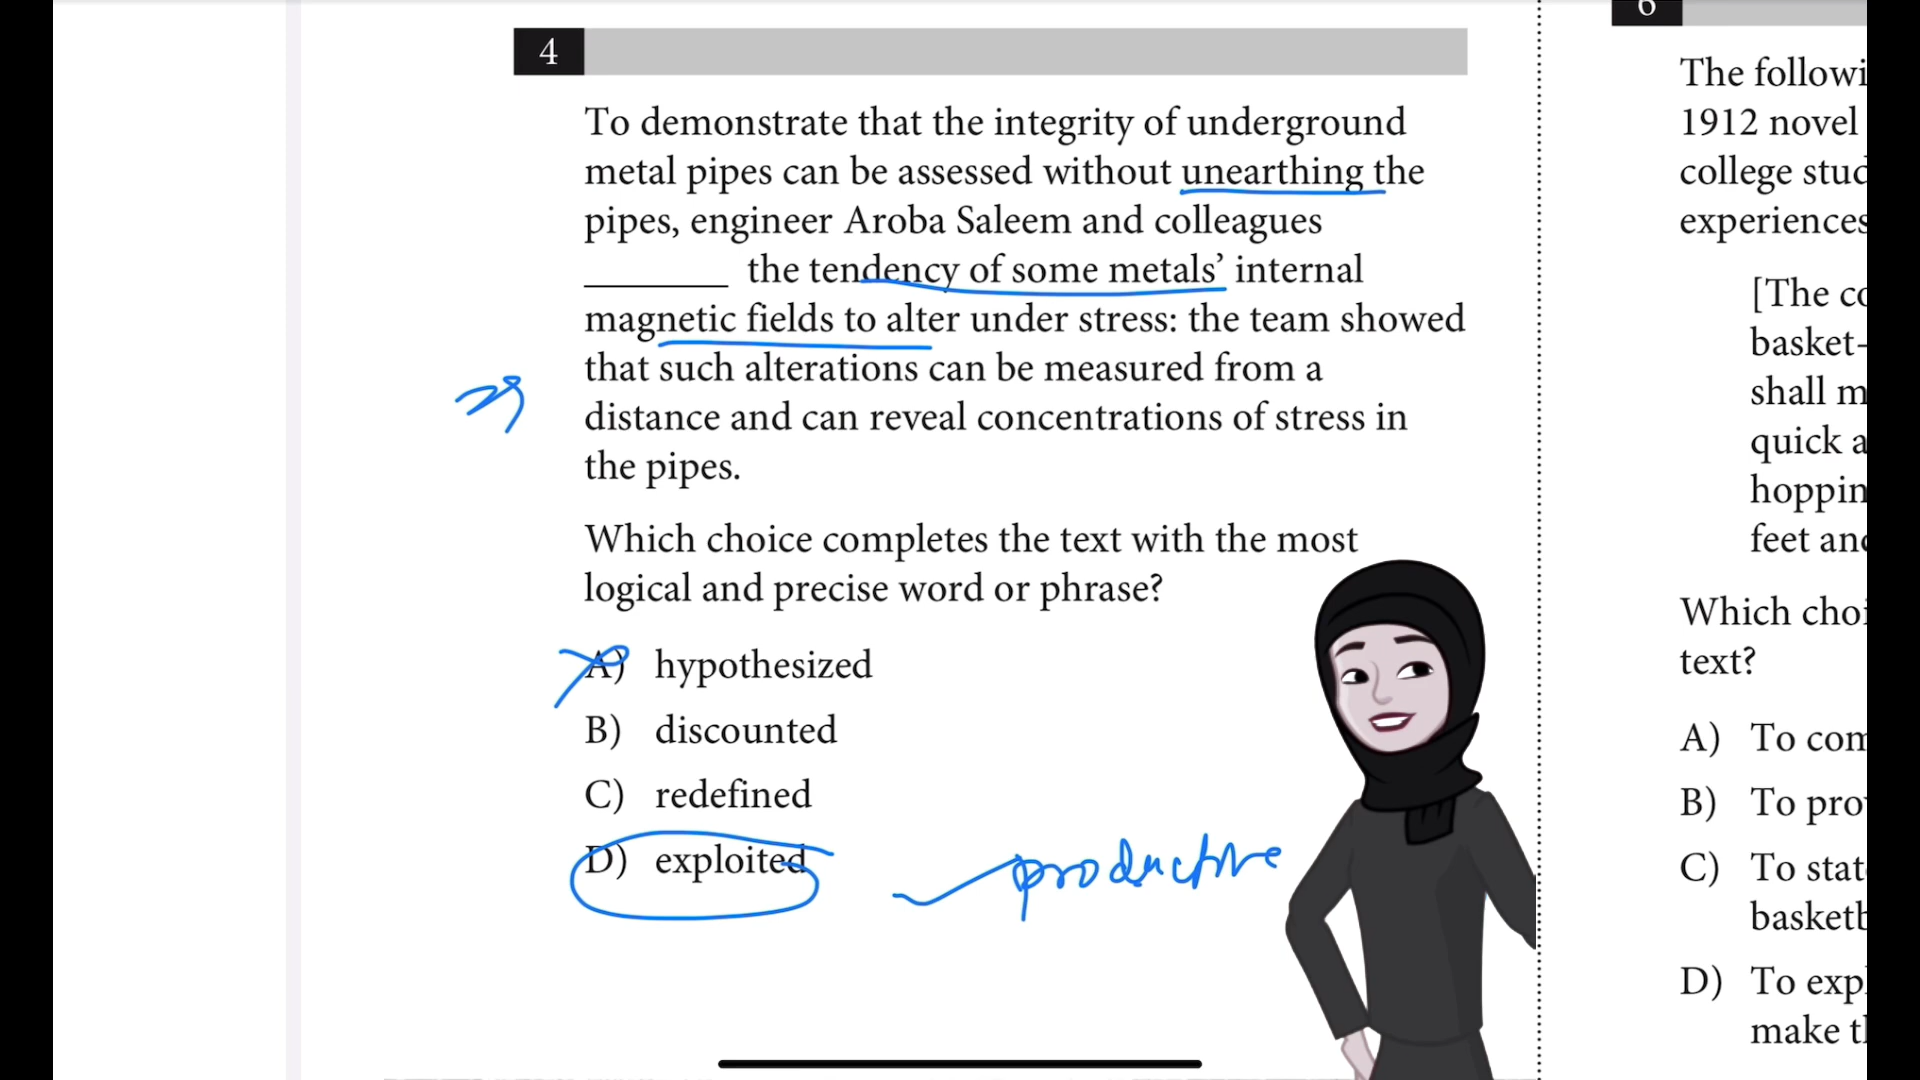 4
To demonstrate that the integrity of underground
metal pipes can be assessed without unearthing the
pipes, engineer Aroba Saleem and colleagues
________ the tendency of some metals' internal
magnetic fields to alter under stress: the team showed
that such alterations can be measured from a
distance and can reveal concentrations of stress in
the pipes.
Which choice completes the text with the most
logical and precise word or phrase?
A) hypothesized
B) discounted
C) redefined
D) exploited
productive
6
The followi
1912 novel
college stud
experiences
[The co
basket-
shall m
quick a
hoppin
feet and
Which choi
text?
A) To com
B) To pro
C) To stat
basketb
D) To exp
make t